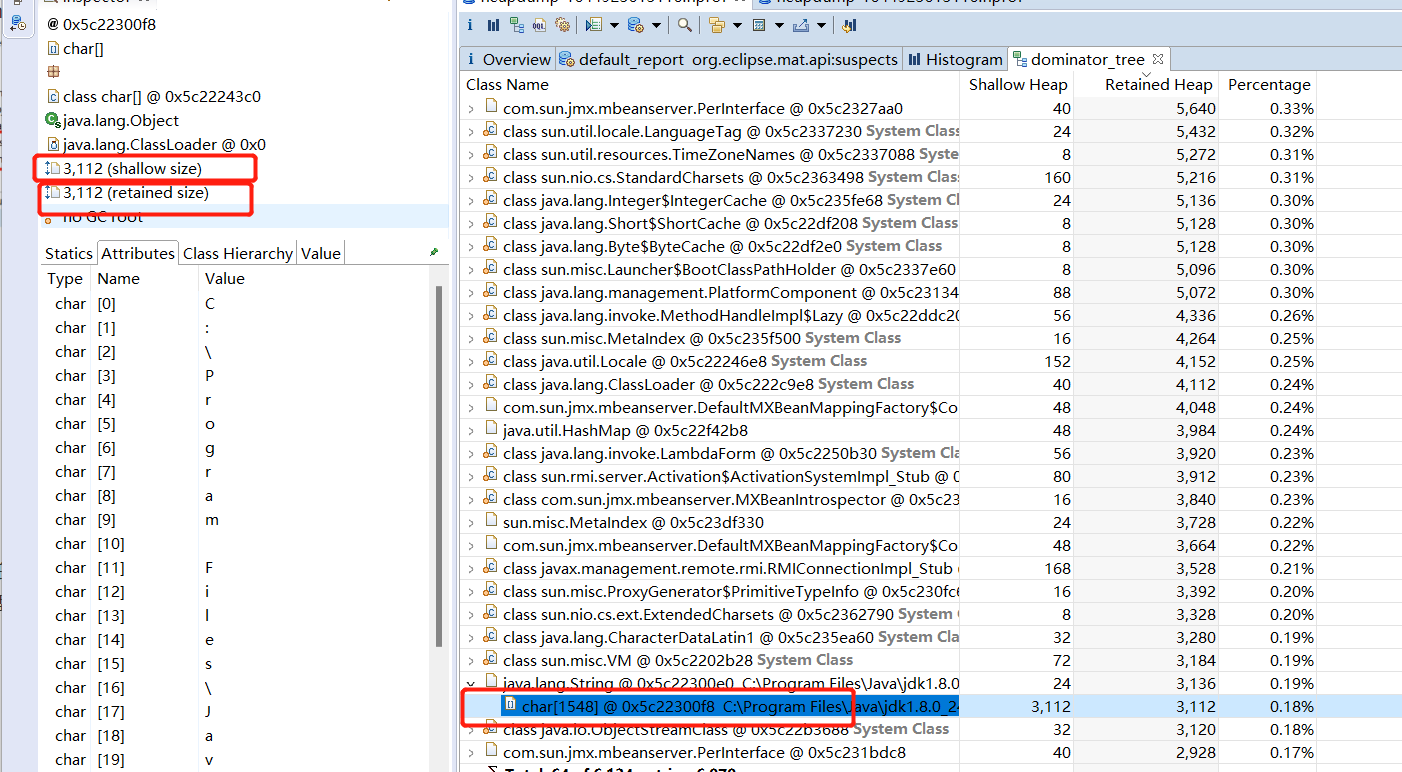 @ 0x5c22300f8
char[]
class char[] @ 0x5c22243c0
java.lang.Object
java.lang.ClassLoader @ 0x0
3,112 (shallow size)
3,112 (retained size)
no GC root
Statics Attributes Class Hierarchy Value
Type Name Value
char [0] C
char [1] :
char [2] \
char [3] P
char [4] r
char [5] o
char [6] g
char [7] r
char [8] a
char [9] m
char [10]
char [11] F
char [12] i
char [13] l
char [14] e
char [15] s
char [16] \
char [17] J
char [18] a
char [19] v
Overview default_report org.eclipse.mat.api:suspects Histogram dominator_tree
Class Name Shallow Heap Retained Heap Percentage
com.sun.jmx.mbeanserver.PerInterface @ 0x5c2327aa0 40 5,640 0.33%
class sun.util.locale.LanguageTag @ 0x5c2337230 System Class 24 5,432 0.32%
class sun.util.resources.TimeZoneNames @ 0x5c2337088 Syste 8 5,272 0.31%
class sun.nio.cs.StandardCharsets @ 0x5c2363498 System Class 160 5,216 0.31%
class java.lang.Integer$IntegerCache @ 0x5c235fe68 System C 24 5,136 0.30%
class java.lang.Short$ShortCache @ 0x5c22df208 System Class 8 5,128 0.30%
class java.lang.Byte$ByteCache @ 0x5c22df2e0 System Class 8 5,128 0.30%
class sun.misc.Launcher$BootClassPathHolder @ 0x5c2337e60 8 5,096 0.30%
class java.lang.management.PlatformComponent @ 0x5c23134 88 5,072 0.30%
class java.lang.invoke.MethodHandleImpl$Lazy @ 0x5c22ddc20 56 4,336 0.26%
class sun.misc.MetaIndex @ 0x5c235f500 System Class 16 4,264 0.25%
class java.util.Locale @ 0x5c22246e8 System Class 152 4,152 0.25%
class java.lang.ClassLoader @ 0x5c222c9e8 System Class 40 4,112 0.24%
com.sun.jmx.mbeanserver.DefaultMXBeanMappingFactory$Co 48 4,048 0.24%
java.util.HashMap @ 0x5c22f42b8 48 3,984 0.24%
class java.lang.invoke.LambdaForm @ 0x5c2250b30 System Cla 56 3,920 0.23%
class sun.rmi.server.Activation$ActivationSystemImpl_Stub @ 0 80 3,912 0.23%
class com.sun.jmx.mbeanserver.MXBeanIntrospector @ 0x5c23 16 3,840 0.23%
sun.misc.MetaIndex @ 0x5c23df330 24 3,728 0.22%
com.sun.jmx.mbeanserver.DefaultMXBeanMappingFactory$Co 48 3,664 0.22%
class javax.management.remote.rmi.RMIConnectionImpl_Stub 168 3,528 0.21%
class sun.misc.ProxyGenerator$PrimitiveTypeInfo @ 0x5c230fc6 16 3,392 0.20%
class sun.nio.cs.ext.ExtendedCharsets @ 0x5c2362790 System 8 3,328 0.20%
class java.lang.CharacterDataLatin1 @ 0x5c235ea60 System Cla 32 3,280 0.19%
class sun.misc.VM @ 0x5c2202b28 System Class 72 3,184 0.19%
java.lang.String @ 0x5c22300e0 C:\Program Files\Java\jdk1.8.0 24 3,136 0.19%
char[1548] @ 0x5c22300f8 C:\Program Files\Java\jdk1.8.0_2 3,112 3,112 0.18%
class java.io.ObjectStreamClass @ 0x5c22b3688 System Class 32 3,120 0.18%
com.sun.jmx.mbeanserver.PerInterface @ 0x5c231bdc8 40 2,928 0.17%